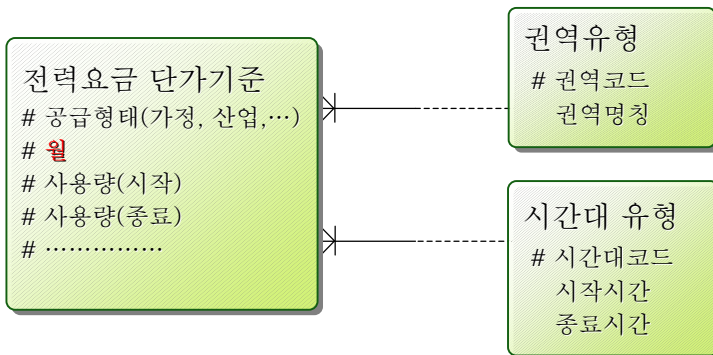 전력요금 단가기준
# 공급형태(가정, 산업,…)
# 월
# 사용량(시작)
# 사용량(종료)
# ……………
권역유형
# 권역코드
권역명칭
시간대 유형
# 시간대코드
시작시간
종료시간